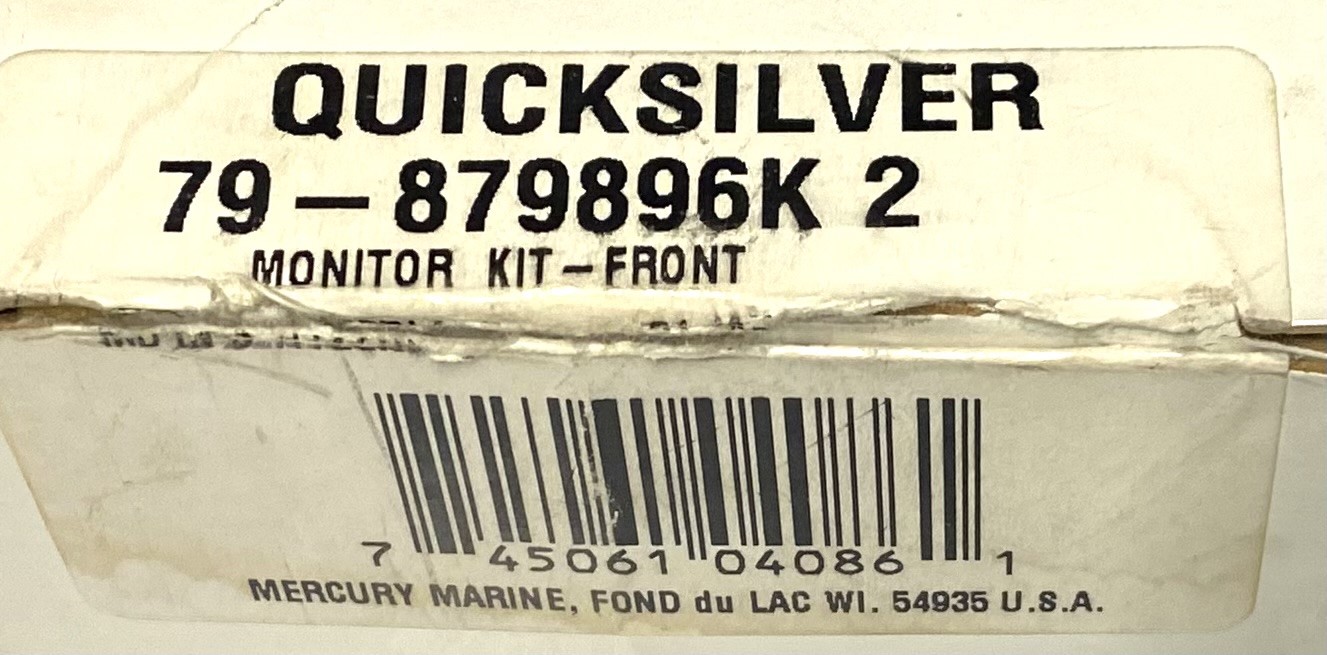 QUICKSILVER
79-879896K 2
MONITOR KIT-FRONT
7 45061 04086 1
MERCURY MARINE, FOND du LAC WI. 54935 U.S.A.